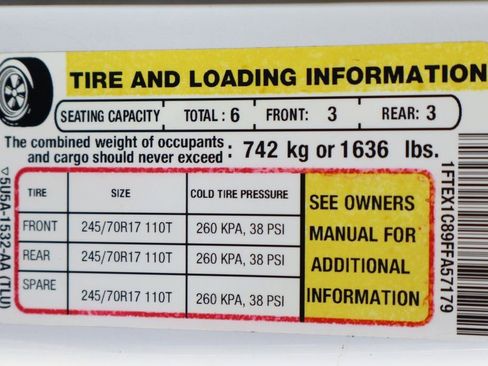 TIRE AND LOADING INFORMATION
SEATING CAPACITY TOTAL : 6 FRONT: 3 REAR: 3
The combined weight of occupants
and cargo should never exceed : 742 kg or 1636 lbs.
TIRE SIZE COLD TIRE PRESSURE
FRONT 245/70R17 110T 260 KPA, 38 PSI
REAR 245/70R17 110T 260 KPA, 38 PSI
SPARE 245/70R17 110T 260 KPA, 38 PSI
SEE OWNERS
MANUAL FOR
ADDITIONAL
INFORMATION
5U5A-1532-AA (TLU)
1FTEX1C89FFA57179